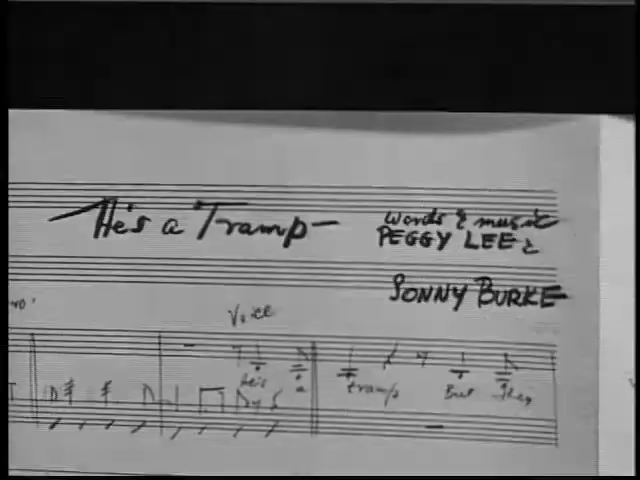 He's a Tramp —
words & music
PEGGY LEE &
SONNY BURKE
Voice
He's a tramp But they